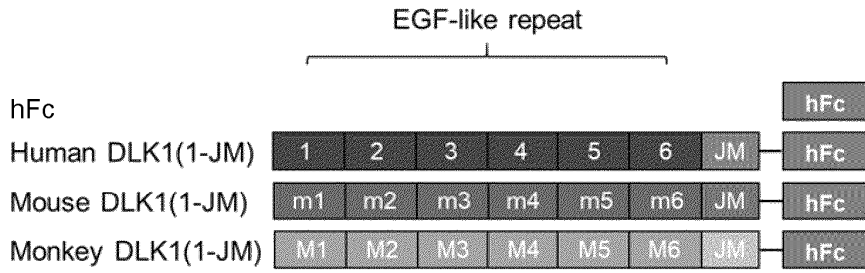 EGF-like repeat
hFc hFc
Human DLK1(1-JM) 1 2 3 4 5 6 JM hFc
Mouse DLK1(1-JM) m1 m2 m3 m4 m5 m6 JM hFc
Monkey DLK1(1-JM) M1 M2 M3 M4 M5 M6 JM hFc